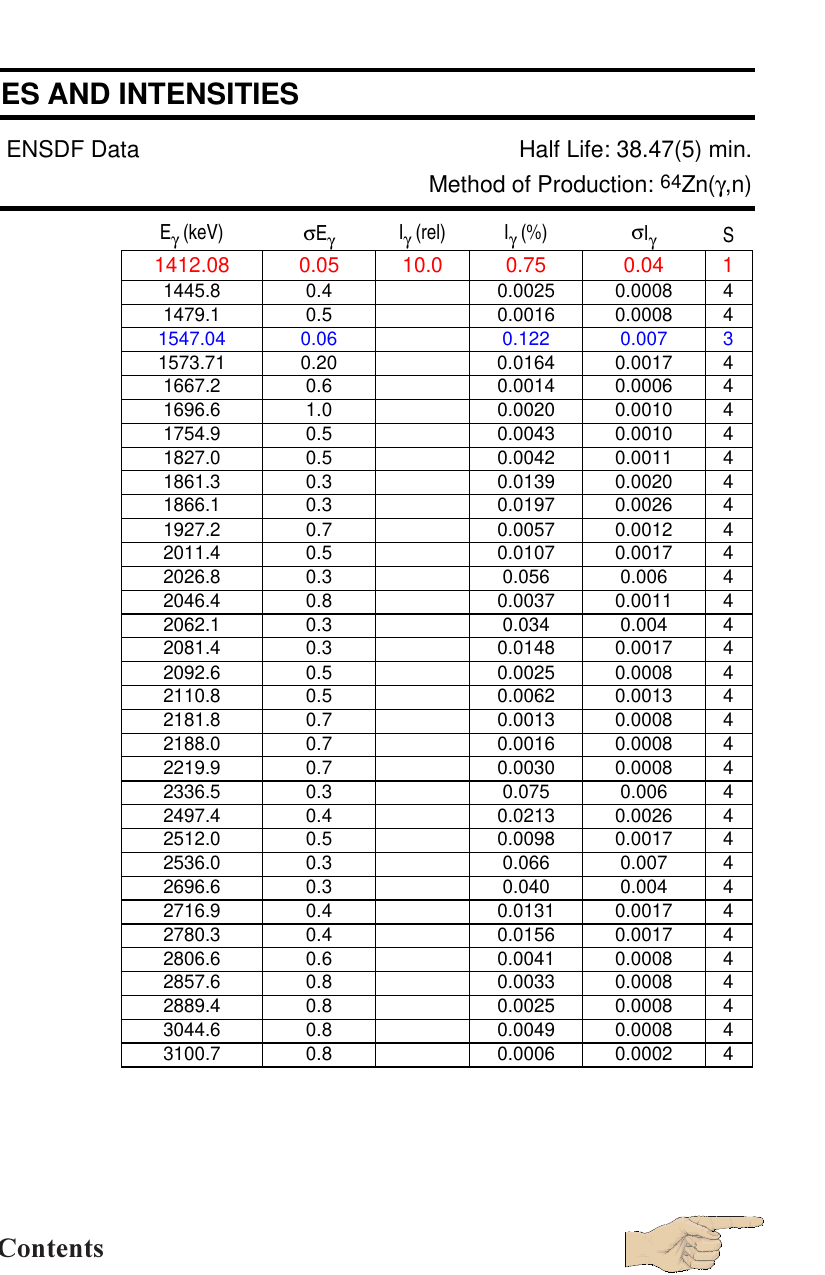 ES AND INTENSITIES
ENSDF Data Half Life: 38.47(5) min.
Method of Production: 64Zn(γ,n)
Eγ (keV) σEγ Iγ (rel) Iγ (%) σIγ S
1412.08 0.05 10.0 0.75 0.04 1
1445.8 0.4 0.0025 0.0008 4
1479.1 0.5 0.0016 0.0008 4
1547.04 0.06 0.122 0.007 3
1573.71 0.20 0.0164 0.0017 4
1667.2 0.6 0.0014 0.0006 4
1696.6 1.0 0.0020 0.0010 4
1754.9 0.5 0.0043 0.0010 4
1827.0 0.5 0.0042 0.0011 4
1861.3 0.3 0.0139 0.0020 4
1866.1 0.3 0.0197 0.0026 4
1927.2 0.7 0.0057 0.0012 4
2011.4 0.5 0.0107 0.0017 4
2026.8 0.3 0.056 0.006 4
2046.4 0.8 0.0037 0.0011 4
2062.1 0.3 0.034 0.004 4
2081.4 0.3 0.0148 0.0017 4
2092.6 0.5 0.0025 0.0008 4
2110.8 0.5 0.0062 0.0013 4
2181.8 0.7 0.0013 0.0008 4
2188.0 0.7 0.0016 0.0008 4
2219.9 0.7 0.0030 0.0008 4
2336.5 0.3 0.075 0.006 4
2497.4 0.4 0.0213 0.0026 4
2512.0 0.5 0.0098 0.0017 4
2536.0 0.3 0.066 0.007 4
2696.6 0.3 0.040 0.004 4
2716.9 0.4 0.0131 0.0017 4
2780.3 0.4 0.0156 0.0017 4
2806.6 0.6 0.0041 0.0008 4
2857.6 0.8 0.0033 0.0008 4
2889.4 0.8 0.0025 0.0008 4
3044.6 0.8 0.0049 0.0008 4
3100.7 0.8 0.0006 0.0002 4
Contents